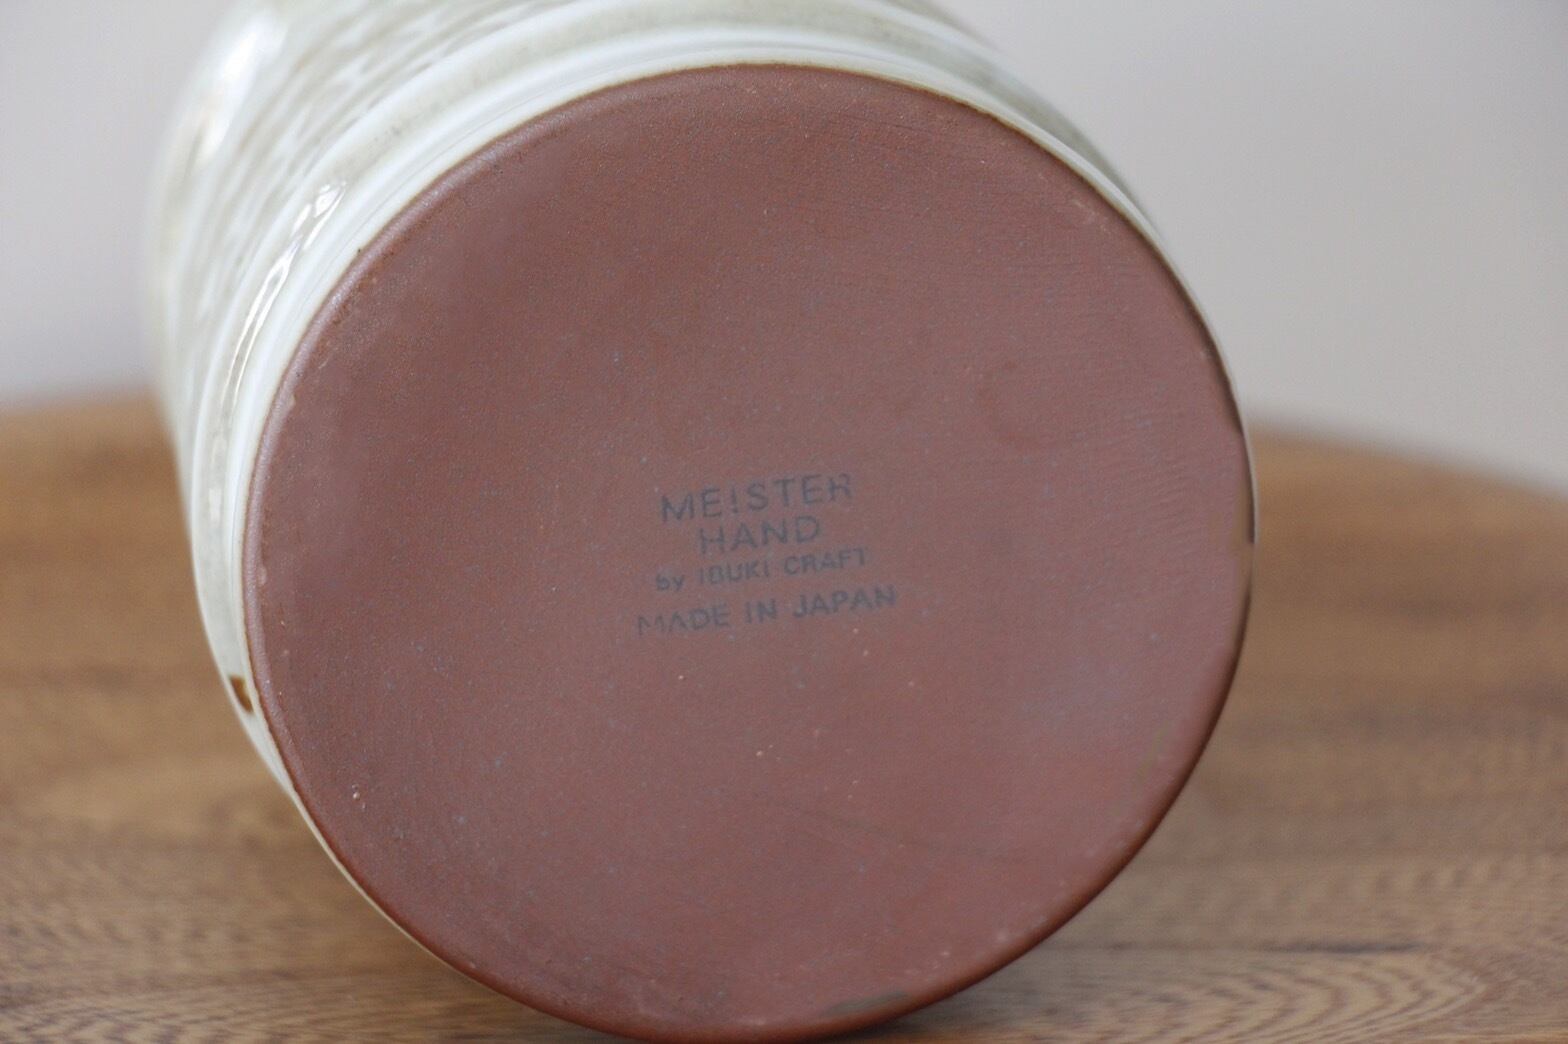 MEISTER
HAND
by IBUKI CRAFT
MADE IN JAPAN